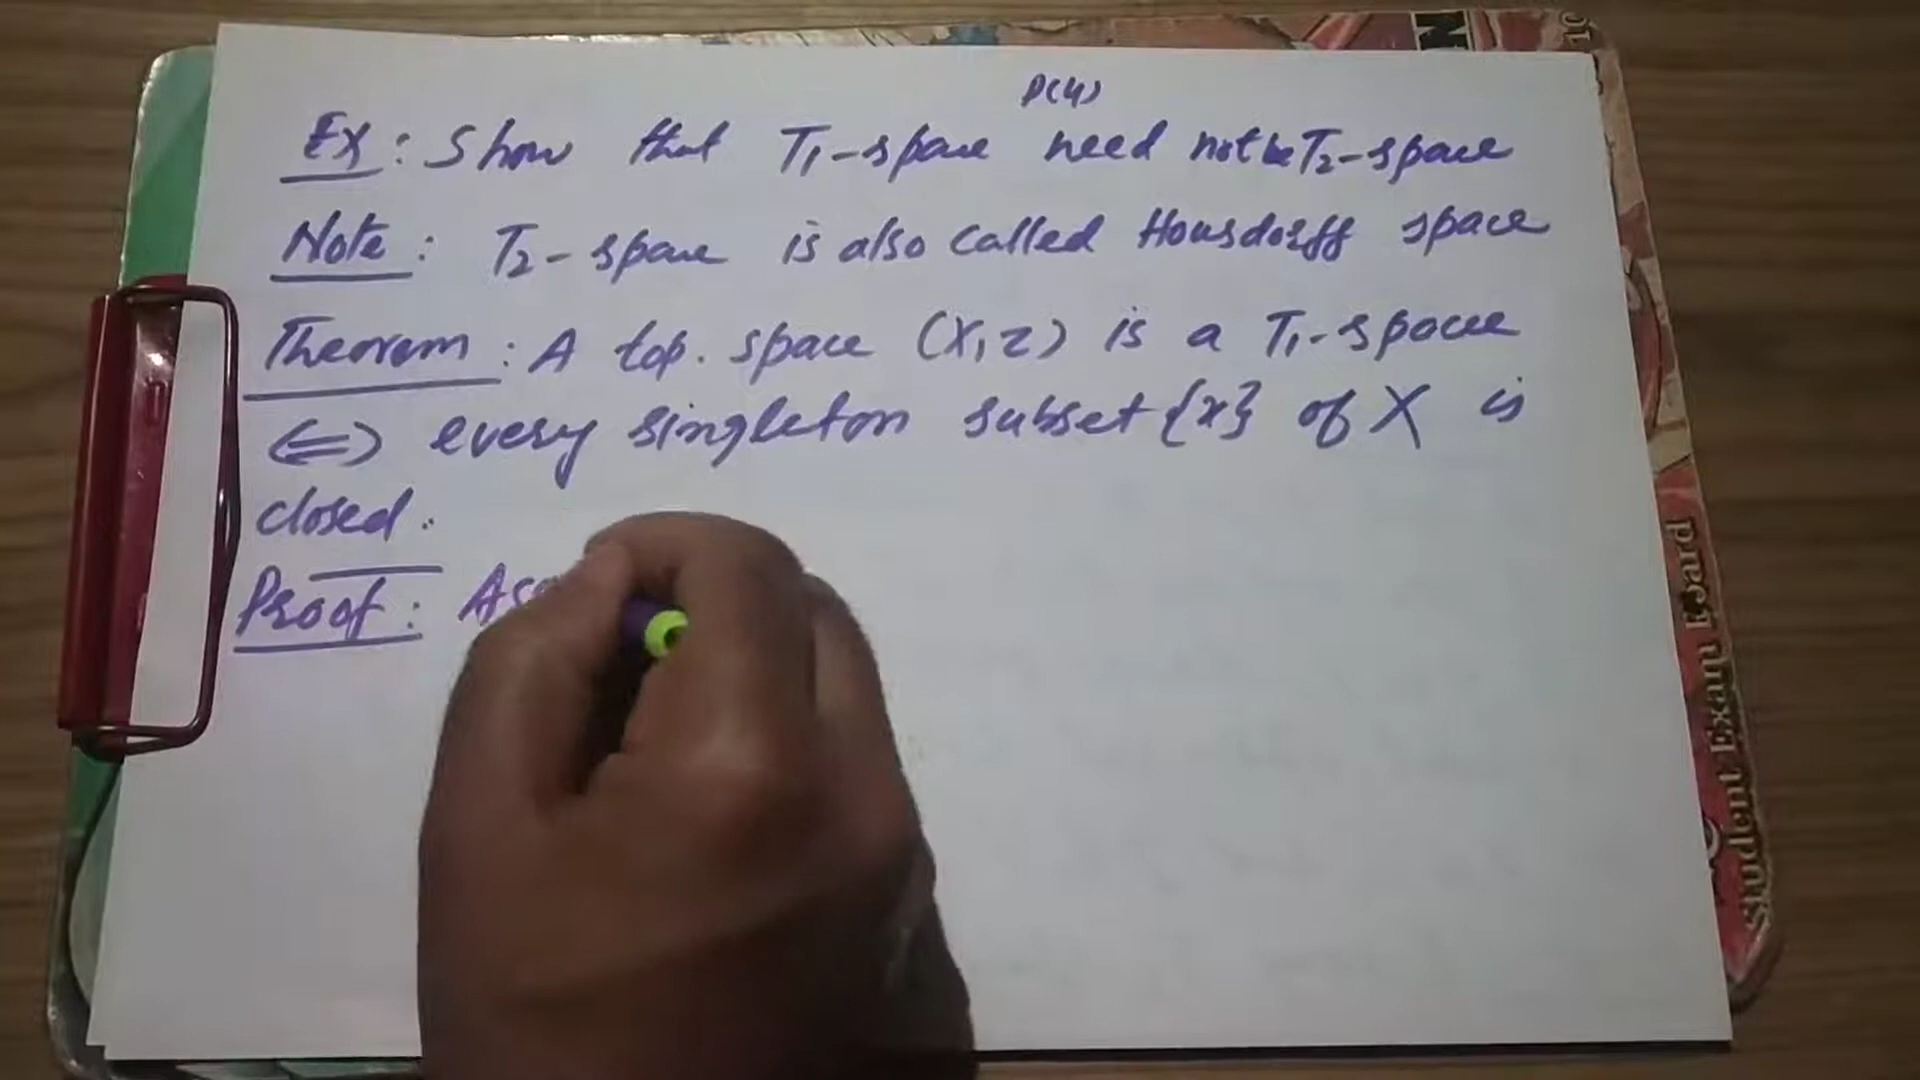 P(4)
Ex : Show that T₁-space need not be T₂-space
Note : T₂-space is also called Housdorff space
Theorem : A top. space (X, τ) is a T₁-space
⇔ every singleton subset {x} of X is
closed.
Proof :
Student Exam Board